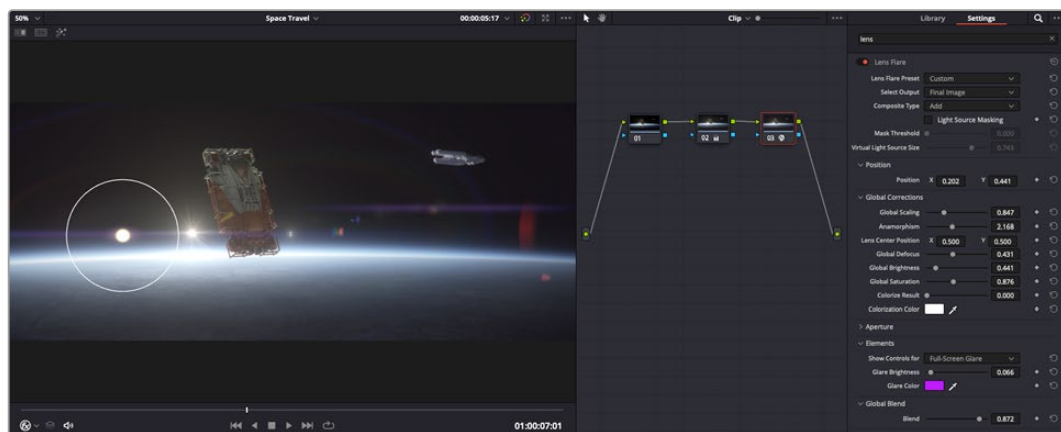 50% Space Travel 00:00:05:17
Clip
Library Settings
lens
Lens Flare
Lens Flare Preset Custom
Select Output Final Image
Composite Type Add
Light Source Masking
Mask Threshold 0.000
Virtual Light Source Size 0.743
Position
Position X 0.202 Y 0.441
Global Corrections
Global Scaling 0.847
Anamorphism 2.168
Lens Center Position X 0.500 Y 0.500
Global Defocus 0.431
Global Brightness 0.441
Global Saturation 0.876
Colorize Result 0.000
Colorization Color
Aperture
Elements
Show Controls for Full-Screen Glare
Glare Brightness 0.066
Glare Color
Global Blend
Blend 0.872
01 02 03
01:00:07:01